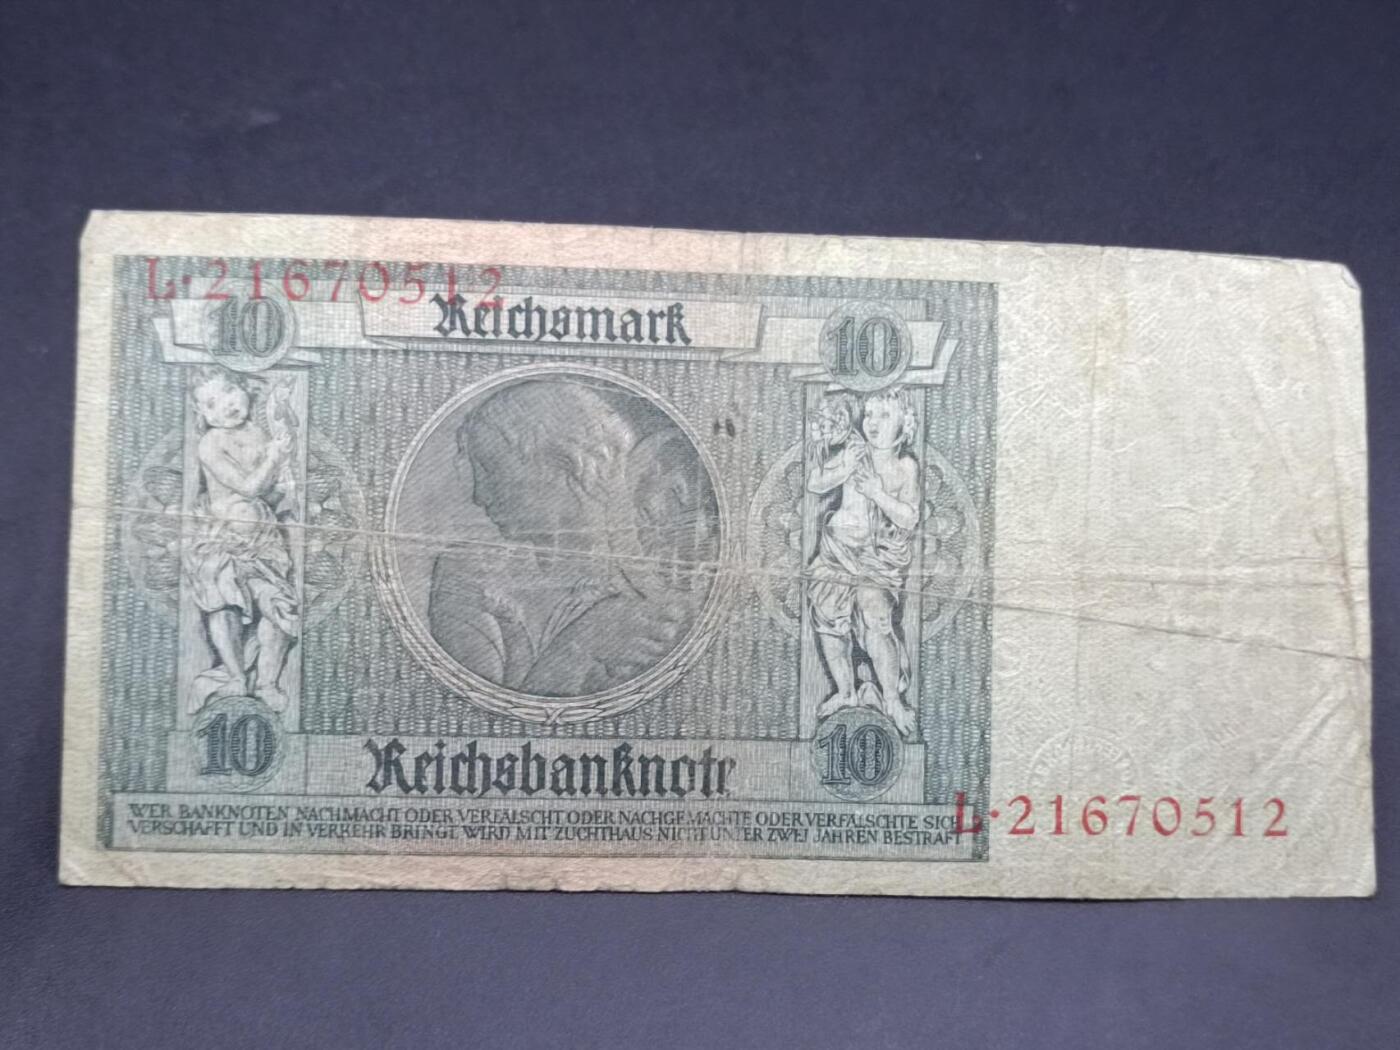 L·21670512
10 Reichsmark 10
10 Reichsbanknote 10
WER BANKNOTEN NACHMACHT ODER VERFÄLSCHT ODER NACHGEMACHTE ODER VERFÄLSCHTE SICH
VERSCHAFFT UND IN VERKEHR BRINGT, WIRD MIT ZUCHTHAUS NICHT UNTER ZWEI JAHREN BESTRAFT
L·21670512